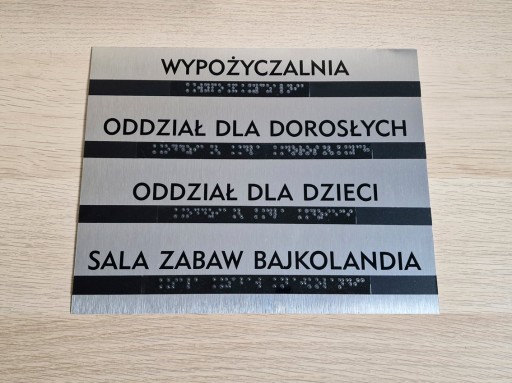 WYPOŻYCZALNIA
ODDZIAŁ DLA DOROSŁYCH
ODDZIAŁ DLA DZIECI
SALA ZABAW BAJKOLANDIA